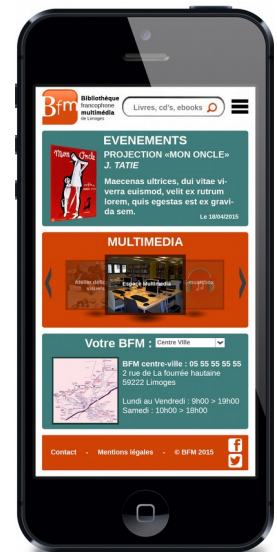 Bfm
Bibliothèque
francophone
multimédia
de Limoges
Livres, cd's, ebooks
EVENEMENTS
Mon Oncle
PROJECTION «MON ONCLE»
J. TATIE
Maecenas ultrices, dui vitae vi-
verra euismod, velit ex rutrum
lorem, quis egestas est ex gravi-
da sem.
Le 18/04/2015
MULTIMEDIA
Espace Multimedia
Votre BFM :
Centre Ville
BFM centre-ville : 05 55 55 55 55
2 rue de La fourrée hautaine
59222 Limoges
Lundi au Vendredi : 9h00 > 19h00
Samedi : 10h00 > 18h00
Contact - Mentions légales - © BFM 2015